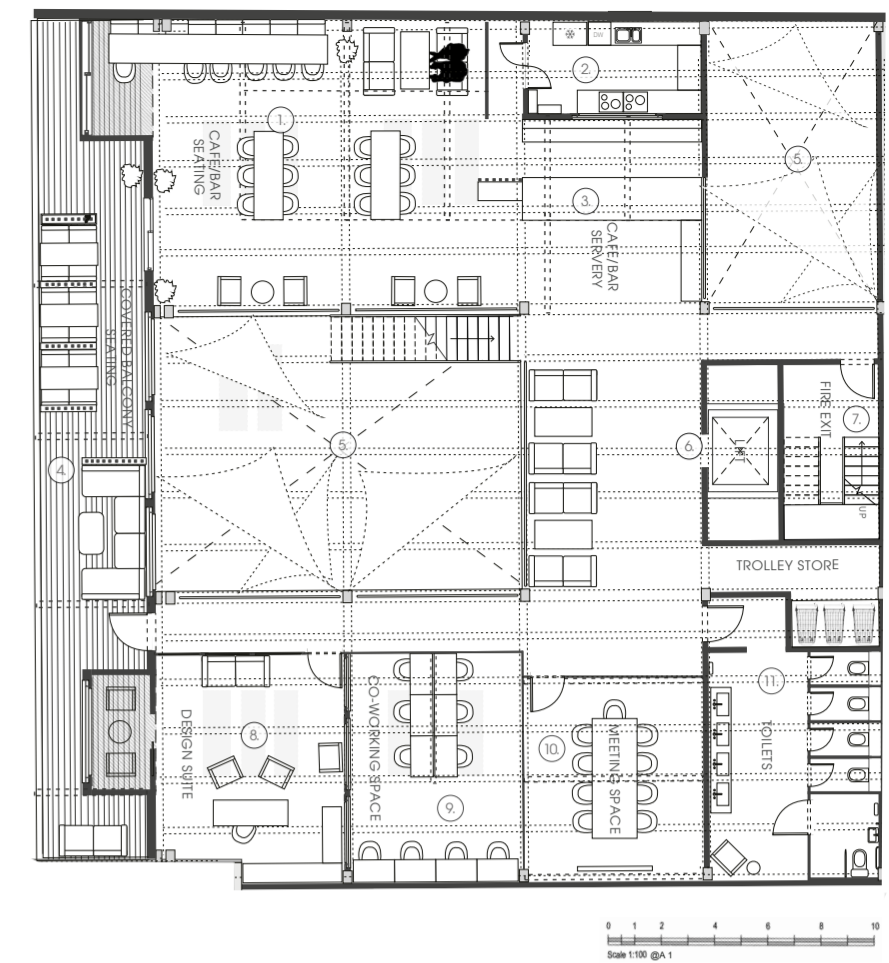 DW
2.
1.
5.
CAFE/BAR
SEATING
3.
CAFE/BAR
SERVERY
COVERED BALCONY
SEATING
FIRE EXIT
7.
5.
6.
LIFT
4.
UP
TROLLEY STORE
11.
DESIGN SUITE
8.
CO-WORKING SPACE
10.
MEETING SPACE
TOILETS
9.
0 1 2 4 6 8 10
Scale 1:100 @A 1